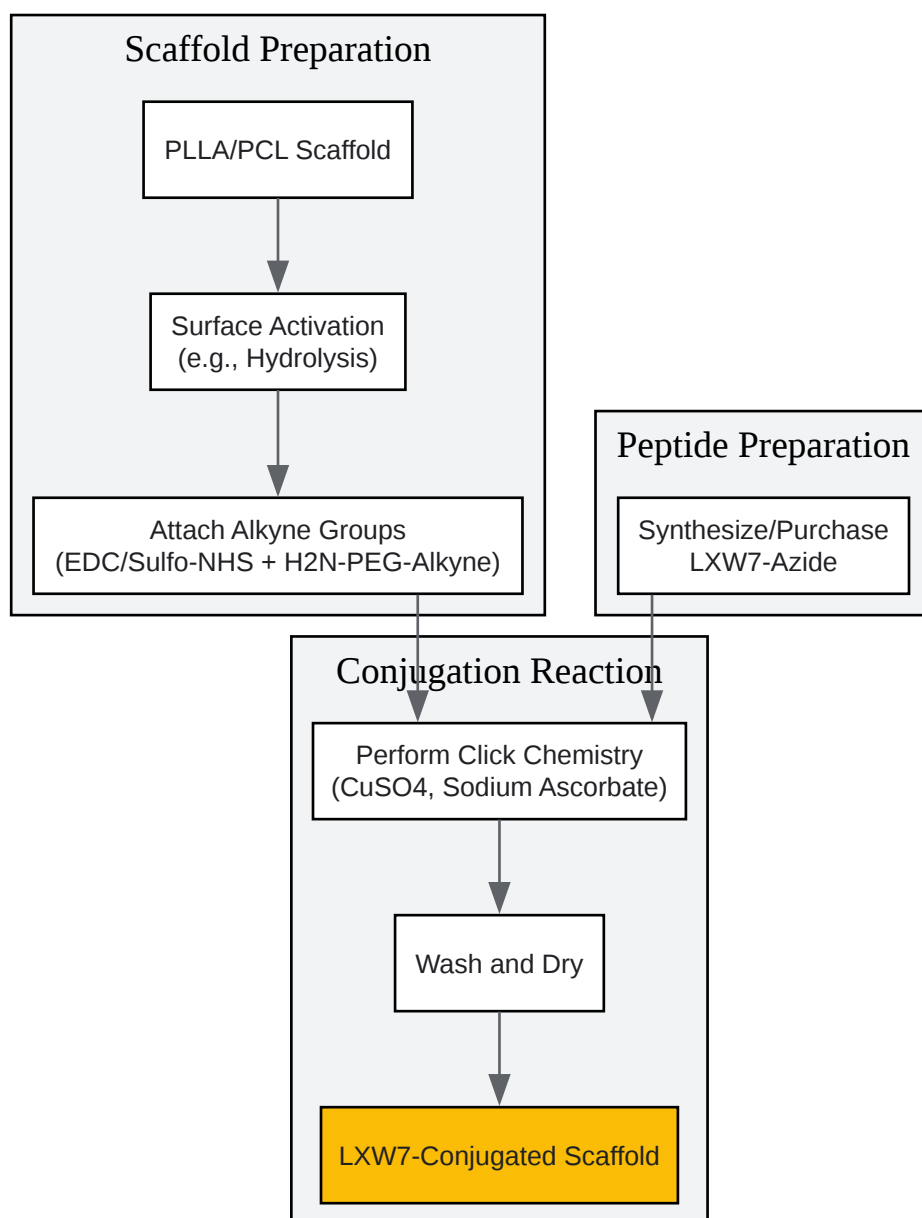 Scaffold Preparation
PLLA/PCL Scaffold
Surface Activation
(e.g., Hydrolysis)
Attach Alkyne Groups
(EDC/Sulfo-NHS + H2N-PEG-Alkyne)
Peptide Preparation
Synthesize/Purchase
LXW7-Azide
Conjugation Reaction
Perform Click Chemistry
(CuSO4, Sodium Ascorbate)
Wash and Dry
LXW7-Conjugated Scaffold